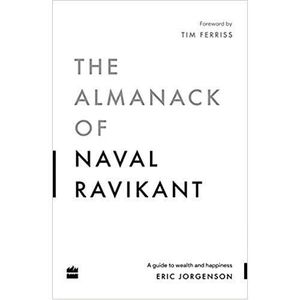 Foreword by
TIM FERRISS
THE
ALMANACK
OF
NAVAL
RAVIKANT
A guide to wealth and happiness
ERIC JORGENSON